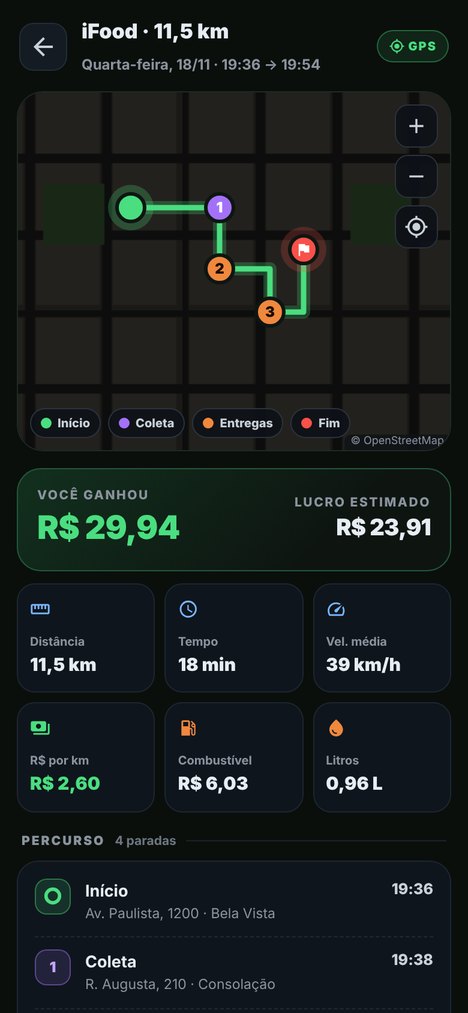 iFood · 11,5 km
Quarta-feira, 18/11 · 19:36 → 19:54
GPS
1
2
3
Início
Coleta
Entregas
Fim
© OpenStreetMap
VOCÊ GANHOU
R$ 29,94
LUCRO ESTIMADO
R$ 23,91
Distância
11,5 km
Tempo
18 min
Vel. média
39 km/h
R$ por km
R$ 2,60
Combustível
R$ 6,03
Litros
0,96 L
PERCURSO 4 paradas
Início
19:36
Av. Paulista, 1200 · Bela Vista
1
Coleta
19:38
R. Augusta, 210 · Consolação